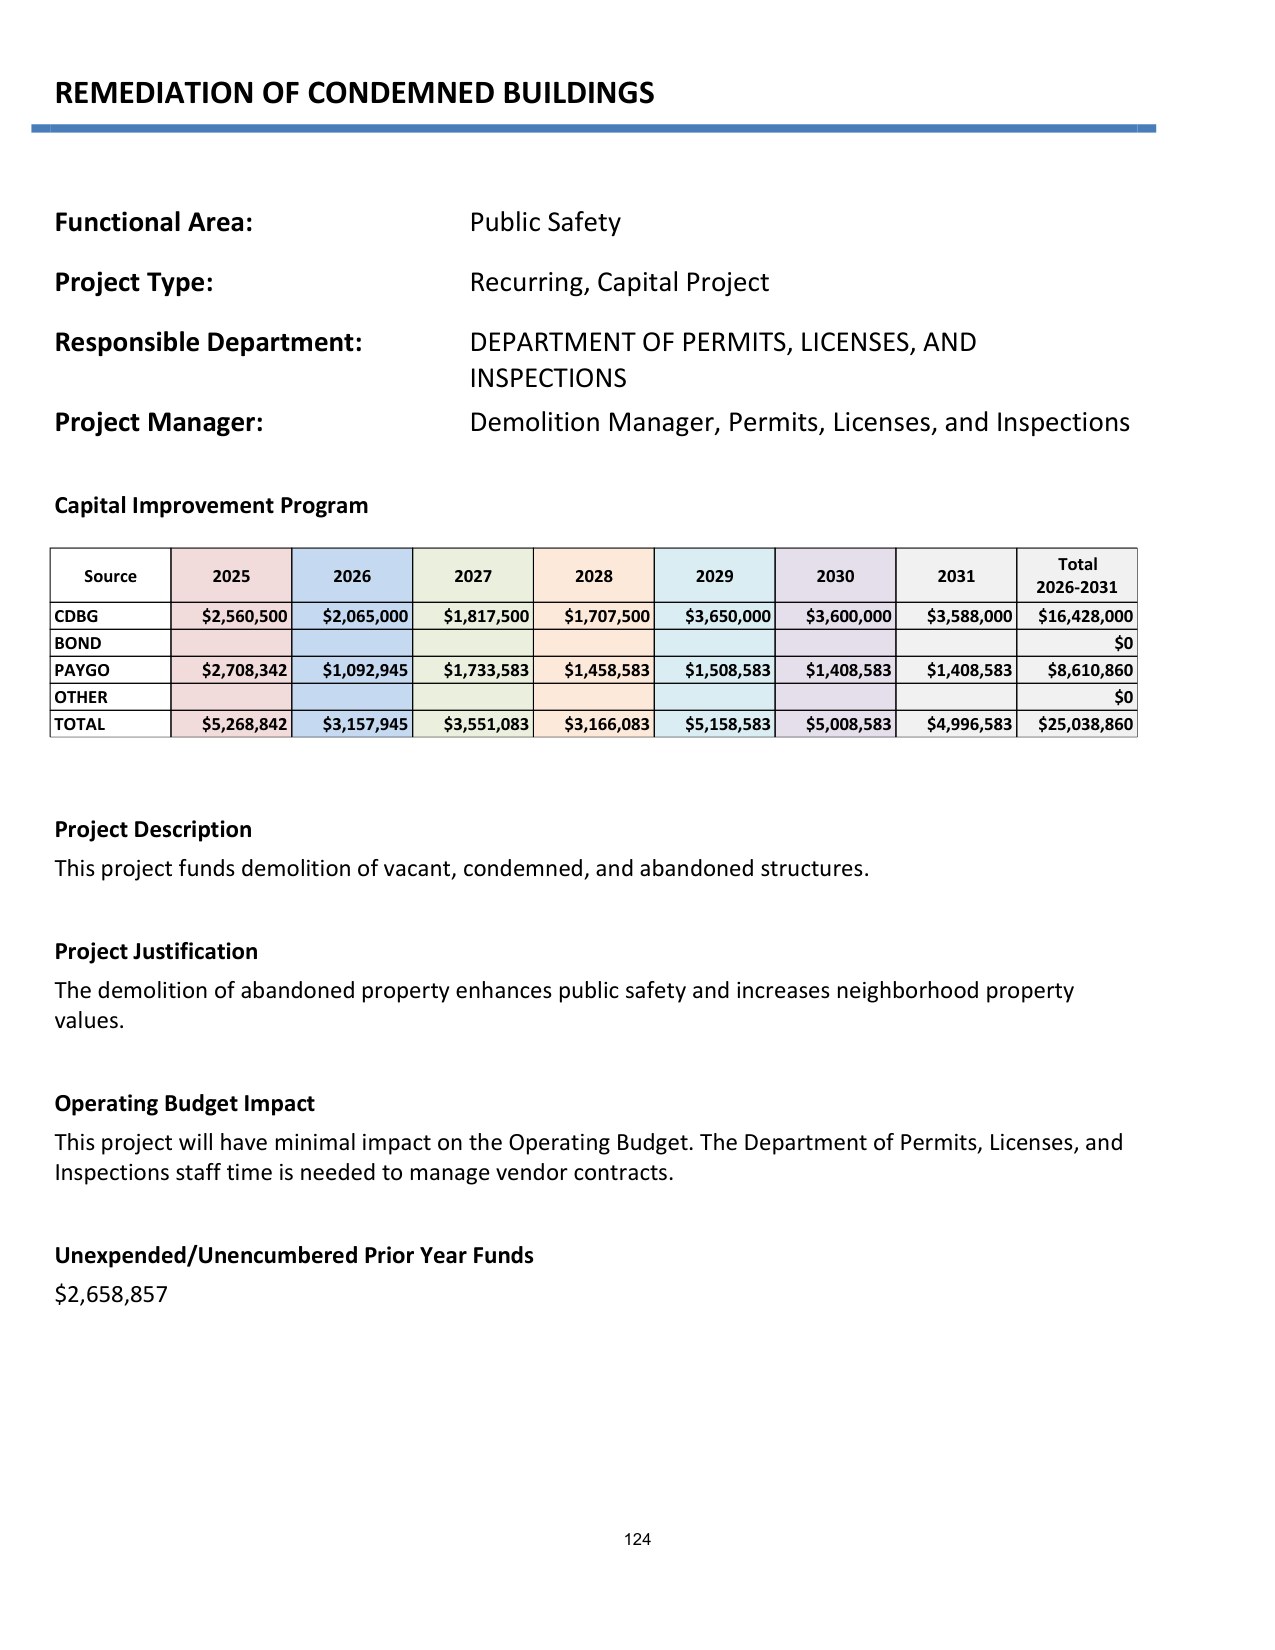 REMEDIATION OF CONDEMNED BUILDINGS
Functional Area: Public Safety
Project Type: Recurring, Capital Project
Responsible Department: DEPARTMENT OF PERMITS, LICENSES, AND
INSPECTIONS
Project Manager: Demolition Manager, Permits, Licenses, and Inspections
Capital Improvement Program
Source 2025 2026 2027 2028 2029 2030 2031 Total
2026-2031
CDBG $2,560,500 $2,065,000 $1,817,500 $1,707,500 $3,650,000 $3,600,000 $3,588,000 $16,428,000
BOND $0
PAYGO $2,708,342 $1,092,945 $1,733,583 $1,458,583 $1,508,583 $1,408,583 $1,408,583 $8,610,860
OTHER $0
TOTAL $5,268,842 $3,157,945 $3,551,083 $3,166,083 $5,158,583 $5,008,583 $4,996,583 $25,038,860
Project Description
This project funds demolition of vacant, condemned, and abandoned structures.
Project Justification
The demolition of abandoned property enhances public safety and increases neighborhood property
values.
Operating Budget Impact
This project will have minimal impact on the Operating Budget. The Department of Permits, Licenses, and
Inspections staff time is needed to manage vendor contracts.
Unexpended/Unencumbered Prior Year Funds
$2,658,857
124